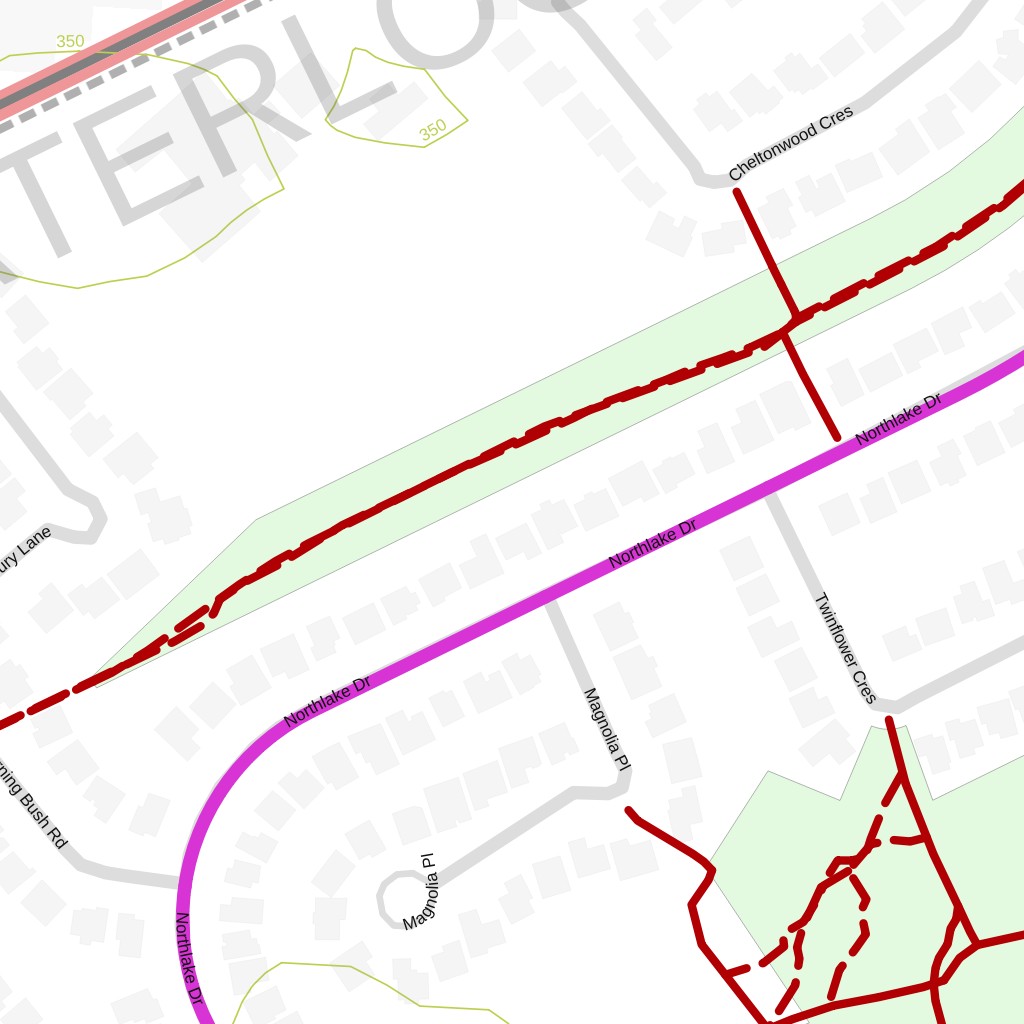 350
TERLO
350
Cheltonwood Cres
Northlake Dr
ury Lane
Northlake Dr
Twinflower Cres
Northlake Dr
Magnolia Pl
ning Bush Rd
Magnolia Pl
Northlake Dr